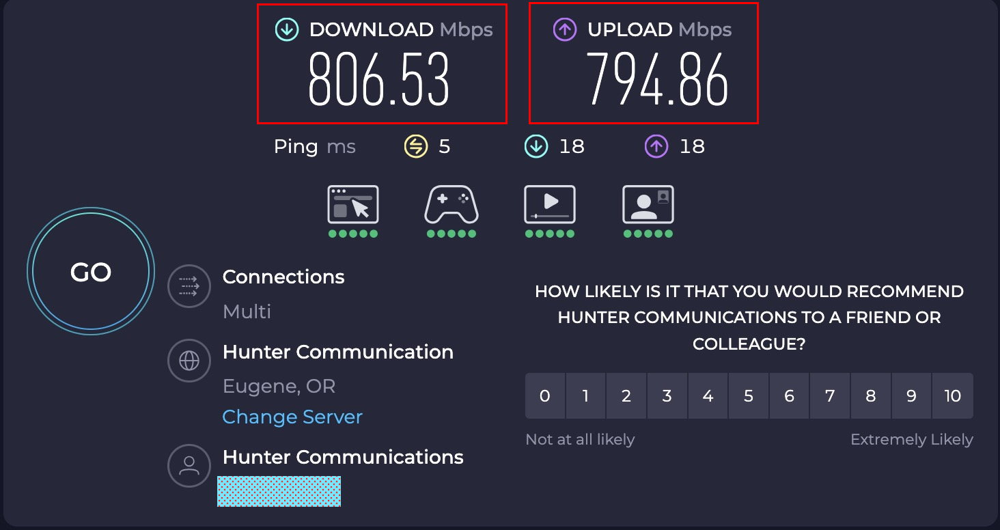 DOWNLOAD Mbps
806.53
UPLOAD Mbps
794.86
Ping ms 5 18 18
GO
Connections
Multi
Hunter Communication
Eugene, OR
Change Server
Hunter Communications
HOW LIKELY IS IT THAT YOU WOULD RECOMMEND
HUNTER COMMUNICATIONS TO A FRIEND OR
COLLEAGUE?
0 1 2 3 4 5 6 7 8 9 10
Not at all likely Extremely Likely